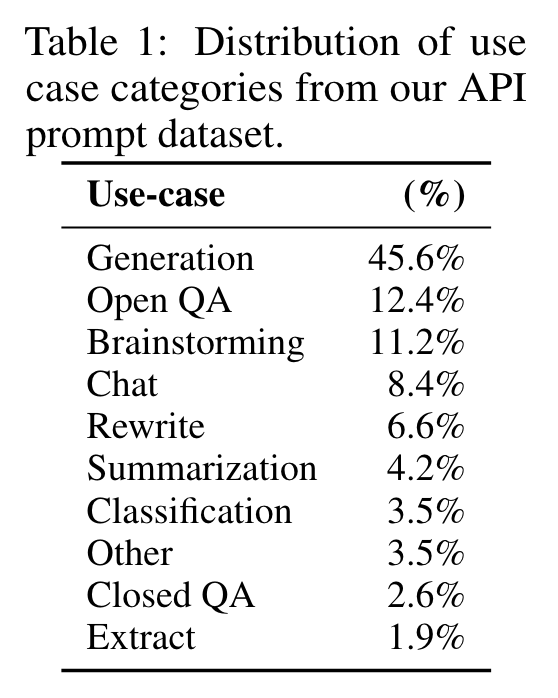 Table 1: Distribution of use
case categories from our API
prompt dataset.
Use-case (%)
Generation 45.6%
Open QA 12.4%
Brainstorming 11.2%
Chat 8.4%
Rewrite 6.6%
Summarization 4.2%
Classification 3.5%
Other 3.5%
Closed QA 2.6%
Extract 1.9%